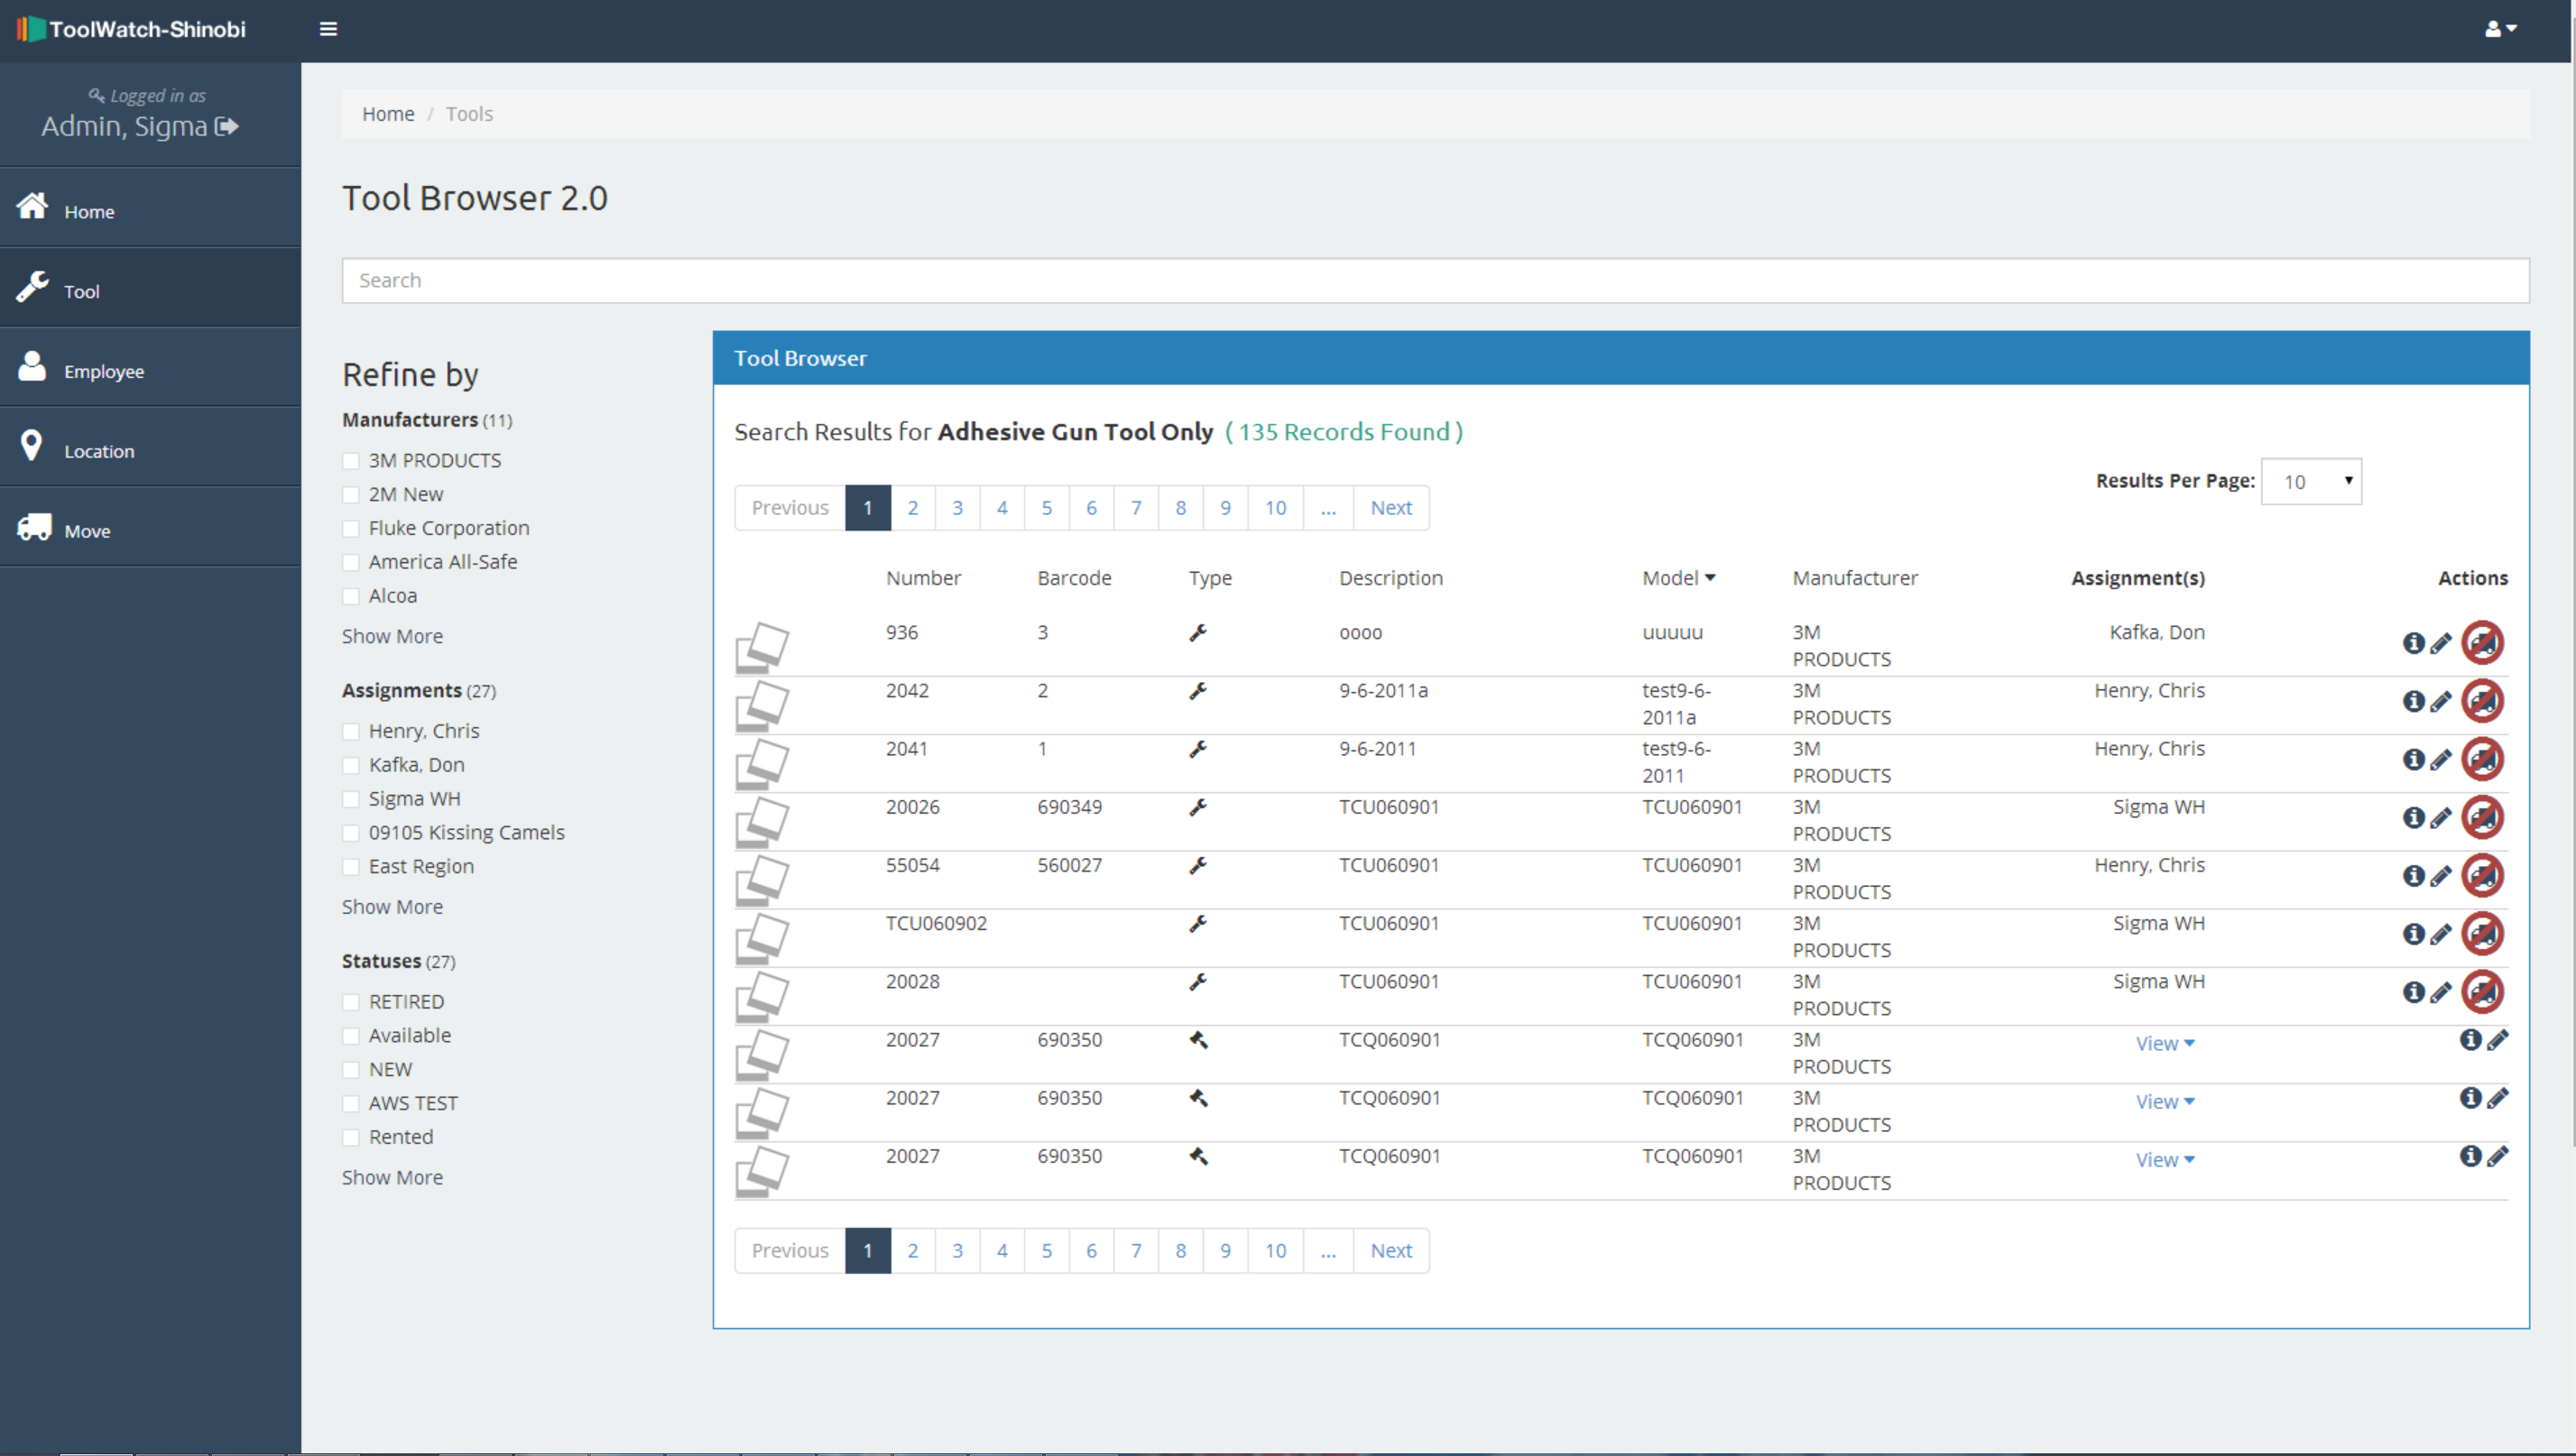 ToolWatch-Shinobi
Logged in as
Admin, Sigma
Home
Tool
Employee
Location
Move
Home / Tools
Tool Browser 2.0
Search
Refine by
Manufacturers (11)
3M PRODUCTS
2M New
Fluke Corporation
America All-Safe
Alcoa
Show More
Assignments (27)
Henry, Chris
Kafka, Don
Sigma WH
09105 Kissing Camels
East Region
Show More
Statuses (27)
RETIRED
Available
NEW
AWS TEST
Rented
Show More
Tool Browser
Search Results for Adhesive Gun Tool Only ( 135 Records Found )
Results Per Page: 10
Previous 1 2 3 4 5 6 7 8 9 10 ... Next
Number Barcode Type Description Model Manufacturer Assignment(s) Actions
936 3 oooo uuuuu 3M Kafka, Don
PRODUCTS
2042 2 9-6-2011a test9-6- 3M Henry, Chris
2011a PRODUCTS
2041 1 9-6-2011 test9-6- 3M Henry, Chris
2011 PRODUCTS
20026 690349 TCU060901 TCU060901 3M Sigma WH
PRODUCTS
55054 560027 TCU060901 TCU060901 3M Henry, Chris
PRODUCTS
TCU060902 TCU060901 TCU060901 3M Sigma WH
PRODUCTS
20028 TCU060901 TCU060901 3M Sigma WH
PRODUCTS
20027 690350 TCQ060901 TCQ060901 3M View
PRODUCTS
20027 690350 TCQ060901 TCQ060901 3M View
PRODUCTS
20027 690350 TCQ060901 TCQ060901 3M View
PRODUCTS
Previous 1 2 3 4 5 6 7 8 9 10 ... Next